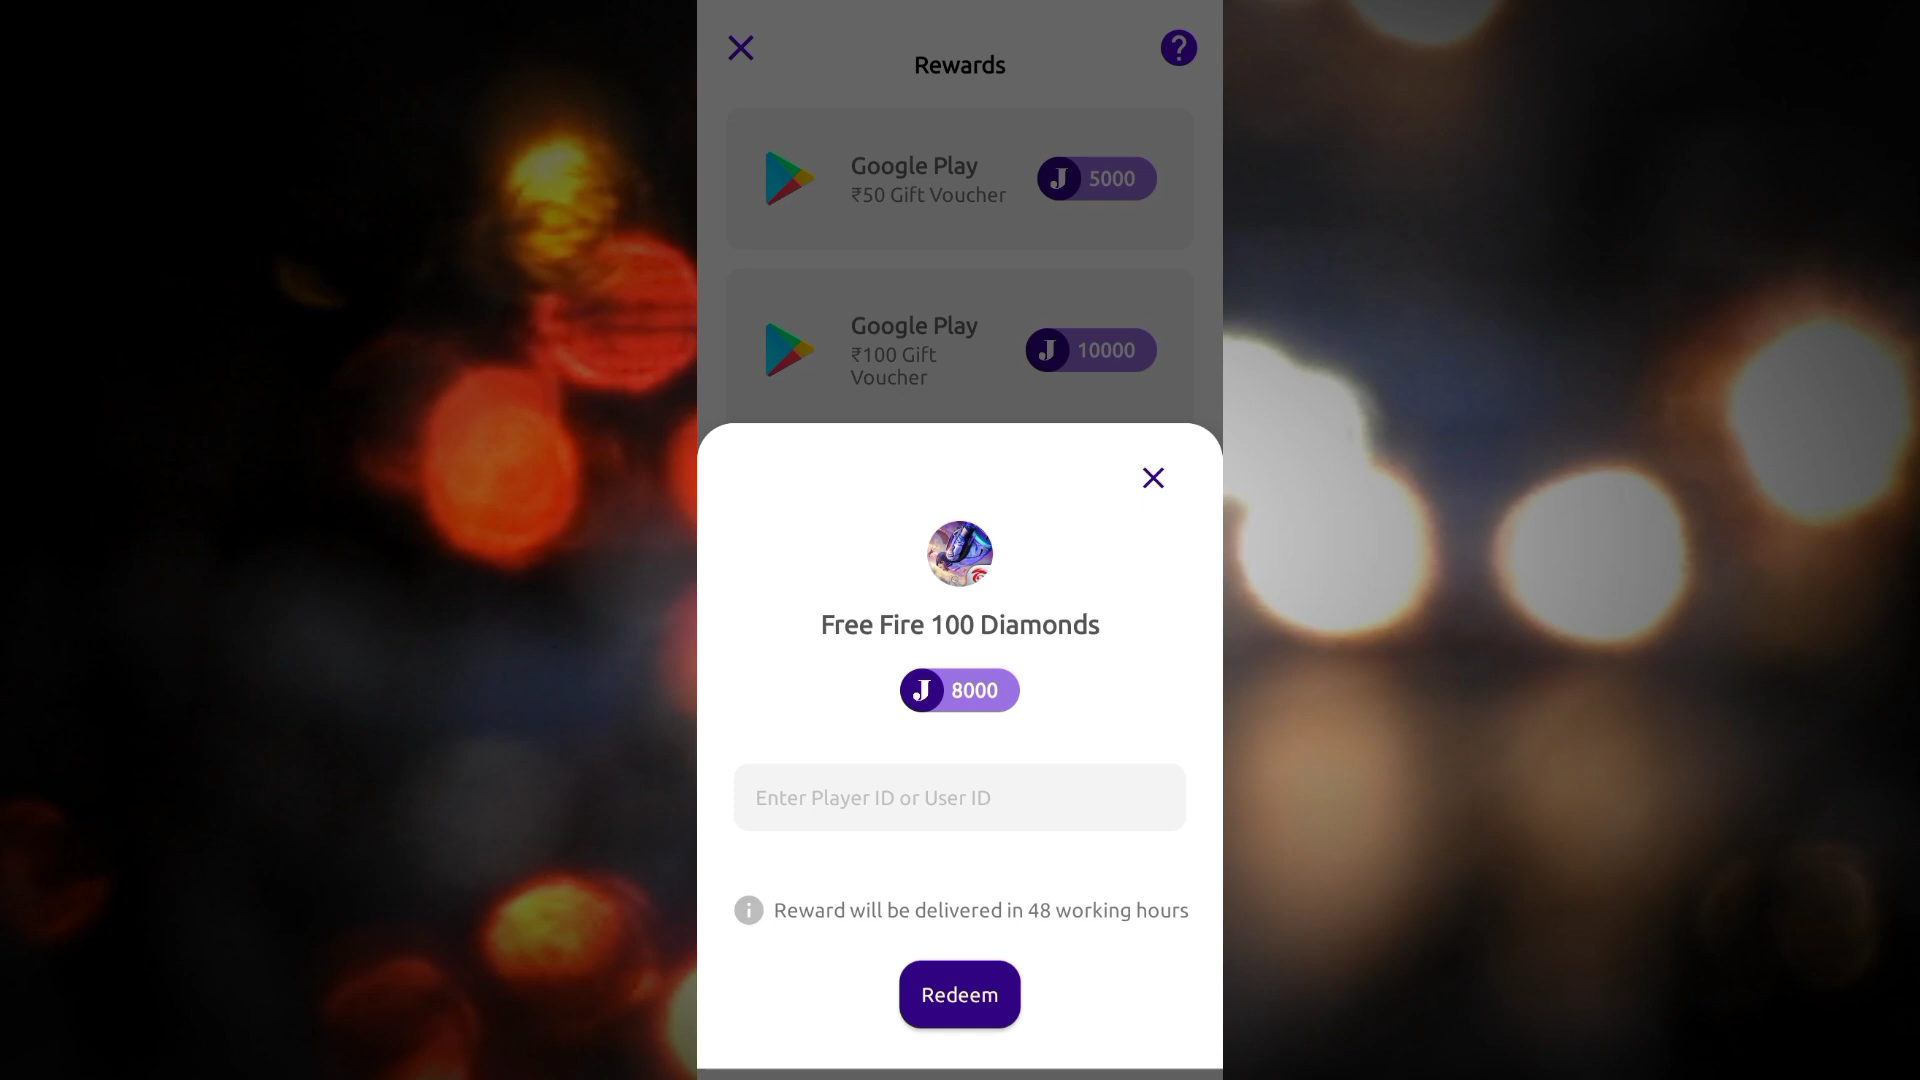 Rewards
Google Play
₹50 Gift Voucher
J 5000
Google Play
₹100 Gift
Voucher
J 10000
Free Fire 100 Diamonds
J 8000
Enter Player ID or User ID
Reward will be delivered in 48 working hours
Redeem